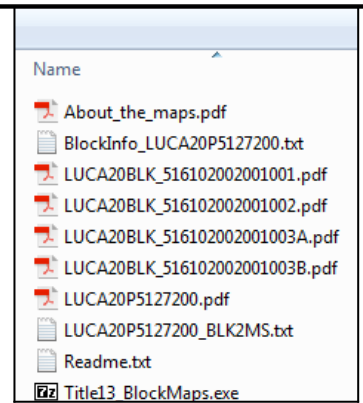 Name
About_the_maps.pdf
BlockInfo_LUCA20P5127200.txt
LUCA20BLK_516102002001001.pdf
LUCA20BLK_516102002001002.pdf
LUCA20BLK_516102002001003A.pdf
LUCA20BLK_516102002001003B.pdf
LUCA20P5127200.pdf
LUCA20P5127200_BLK2MS.txt
Readme.txt
7z Title13_BlockMaps.exe